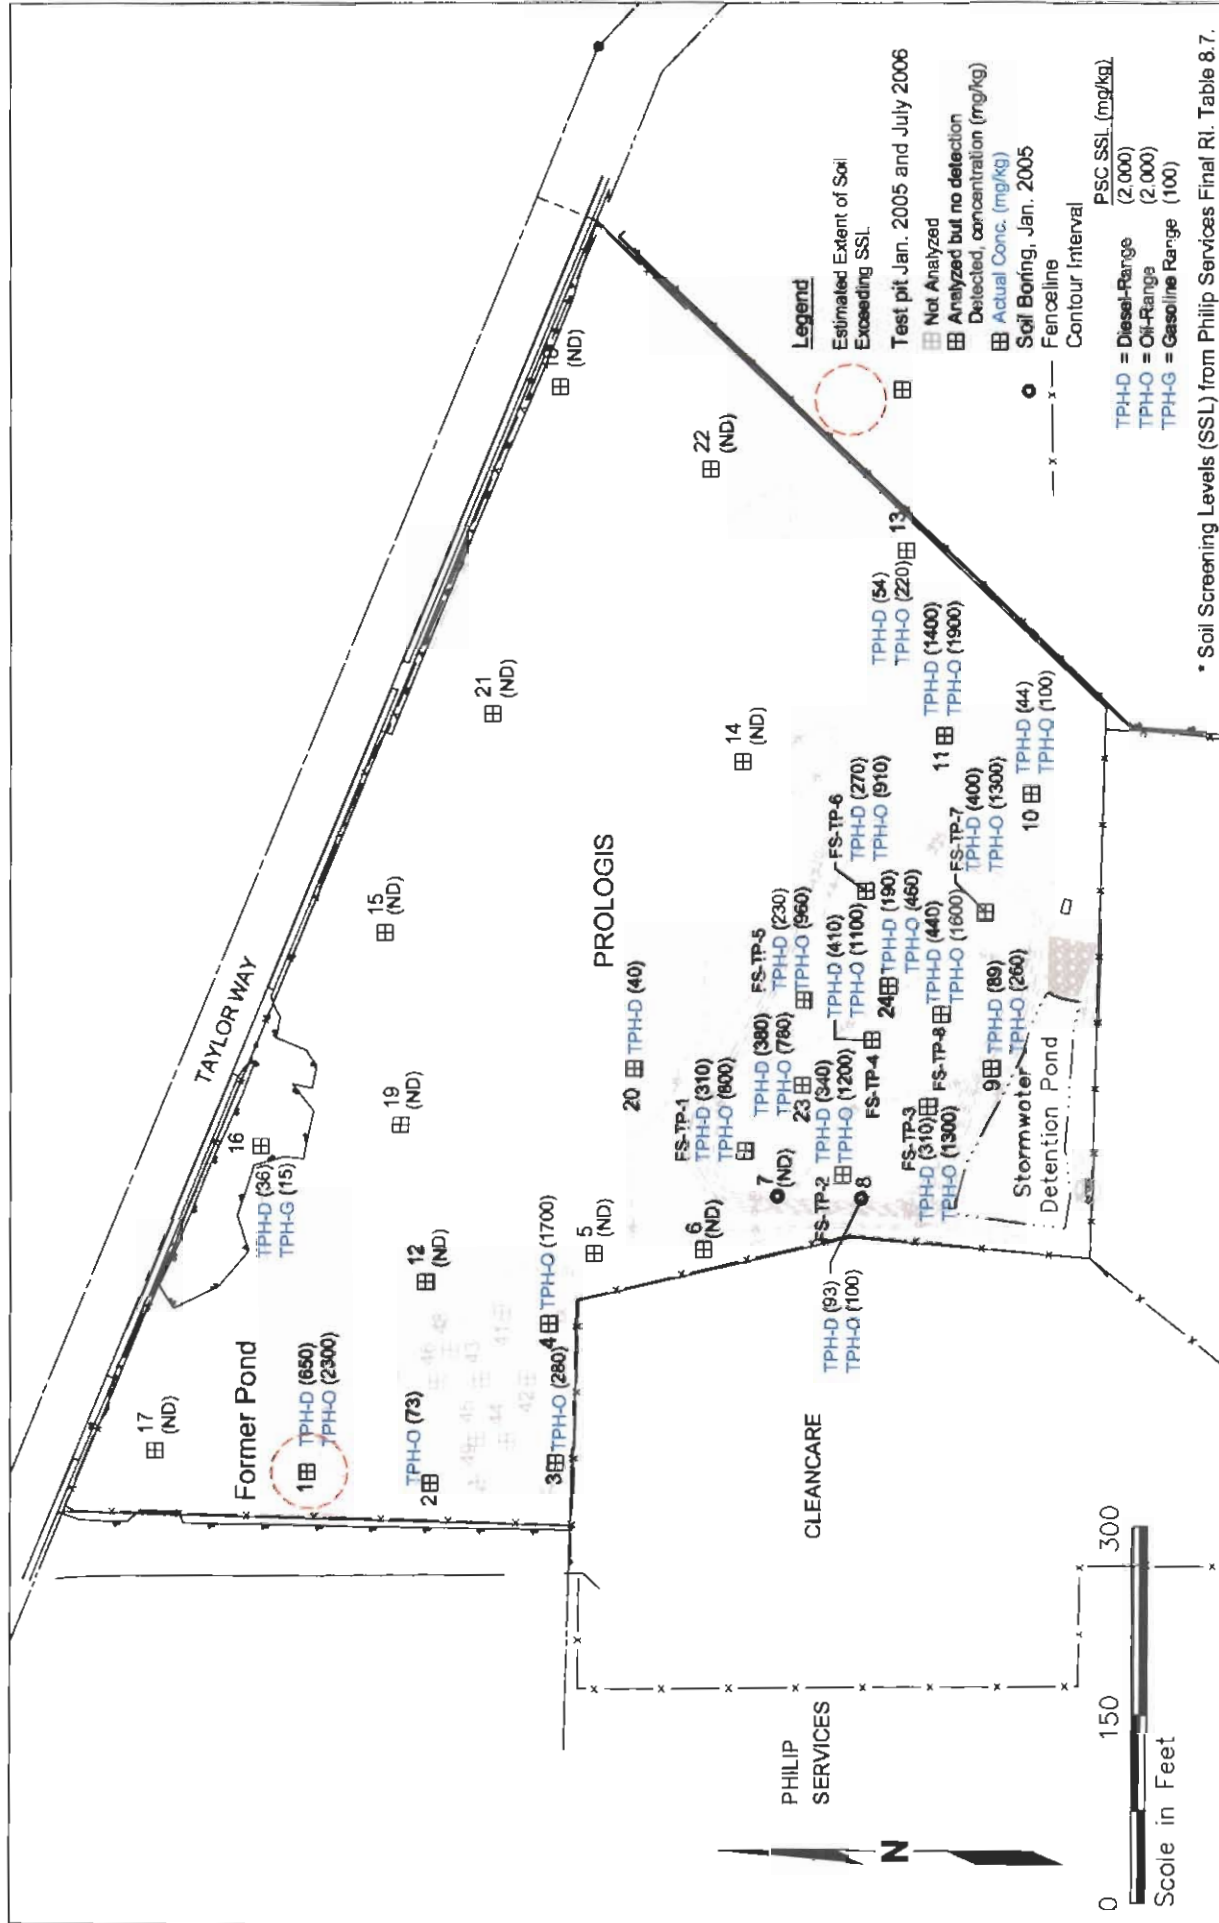 TAYLOR WAY
17
(ND)
Former Pond
1
TPH-D (650)
TPH-O (2300)
16
TPH-D (36)
TPH-G (15)
2
TPH-O (73)
12
(ND)
19
(ND)
15
(ND)
21
(ND)
(ND)
46
43
45
44
41
42
3
TPH-O (280)
4
TPH-O (1700)
5
(ND)
6
(ND)
20
TPH-D (40)
PROLOGIS
14
(ND)
22
(ND)
FS-TP-1
TPH-D (310)
TPH-O (800)
7
(ND)
TPH-D (380)
TPH-O (780)
23
FS-TP-5
TPH-D (230)
TPH-O (960)
FS-TP-2
TPH-D (340)
TPH-O (1200)
8
TPH-D (93)
TPH-O (100)
FS-TP-4
TPH-D (410)
TPH-O (1100)
FS-TP-6
TPH-D (270)
TPH-O (910)
24
TPH-D (190)
TPH-O (460)
FS-TP-3
TPH-D (310)
TPH-O (1300)
FS-TP-8
TPH-D (440)
TPH-O (1600)
FS-TP-7
TPH-D (400)
TPH-O (1300)
9
TPH-D (89)
TPH-O (260)
10
TPH-D (44)
TPH-O (100)
11
TPH-D (1400)
TPH-O (1900)
13
TPH-D (54)
TPH-O (220)
Stormwater
Detention Pond
CLEANCARE
PHILIP
SERVICES
N
0 150 300
Scale in Feet
Legend
Estimated Extent of Soil
Exceeding SSL
Test pit Jan. 2005 and July 2006
Not Analyzed
Analyzed but no detection
Detected, concentration (mg/kg)
Actual Conc. (mg/kg)
Soil Boring, Jan. 2005
Fenceline
Contour Interval
PSC SSL (mg/kg)
TPH-D = Diesel-Range (2,000)
TPH-O = Oil-Range (2,000)
TPH-G = Gasoline Range (100)
* Soil Screening Levels (SSL) from Philip Services Final RI. Table 8.7.